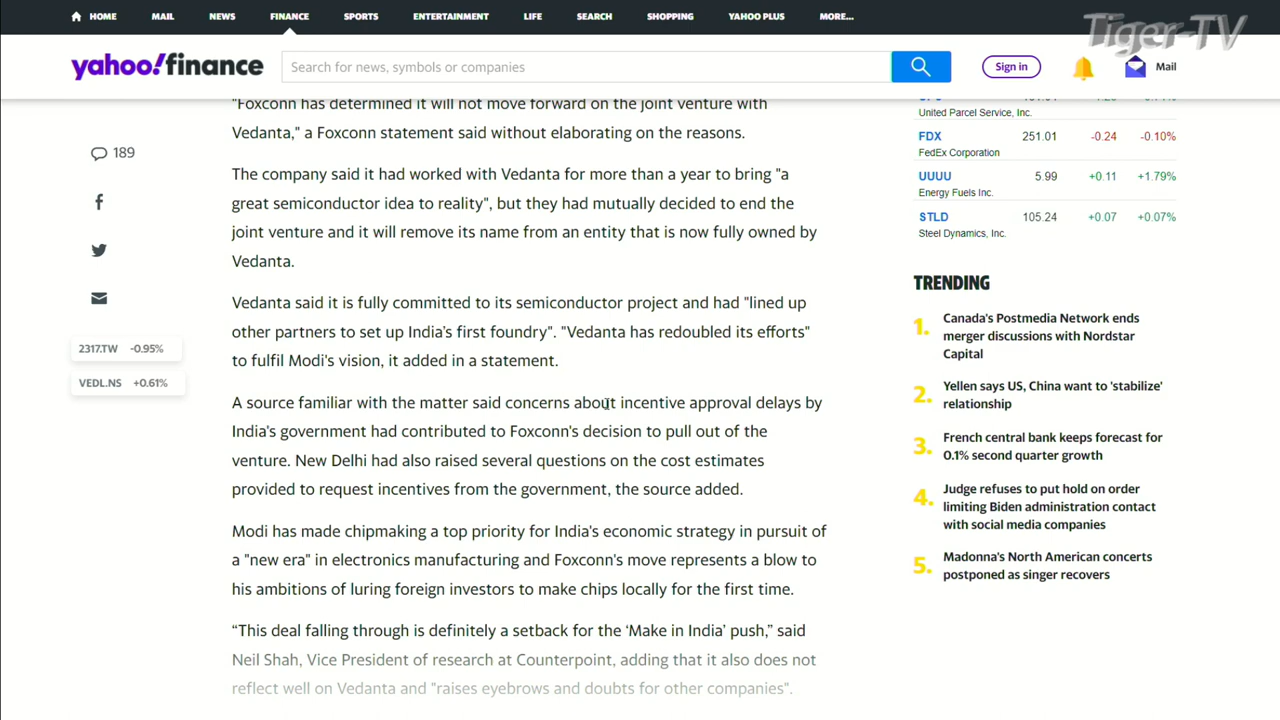 HOME MAIL NEWS FINANCE SPORTS ENTERTAINMENT LIFE SEARCH SHOPPING YAHOO PLUS MORE...
Tiger-TV
yahoo!finance
Search for news, symbols or companies
Sign in
Mail
"Foxconn has determined it will not move forward on the joint venture with
Vedanta," a Foxconn statement said without elaborating on the reasons.
The company said it had worked with Vedanta for more than a year to bring "a
great semiconductor idea to reality", but they had mutually decided to end the
joint venture and it will remove its name from an entity that is now fully owned by
Vedanta.
Vedanta said it is fully committed to its semiconductor project and had "lined up
other partners to set up India's first foundry". "Vedanta has redoubled its efforts"
to fulfil Modi's vision, it added in a statement.
A source familiar with the matter said concerns about incentive approval delays by
India's government had contributed to Foxconn's decision to pull out of the
venture. New Delhi had also raised several questions on the cost estimates
provided to request incentives from the government, the source added.
Modi has made chipmaking a top priority for India's economic strategy in pursuit of
a "new era" in electronics manufacturing and Foxconn's move represents a blow to
his ambitions of luring foreign investors to make chips locally for the first time.
“This deal falling through is definitely a setback for the ‘Make in India’ push,” said
Neil Shah, Vice President of research at Counterpoint, adding that it also does not
reflect well on Vedanta and "raises eyebrows and doubts for other companies".
189
2317.TW -0.95%
VEDL.NS +0.61%
United Parcel Service, Inc.
FDX 251.01 -0.24 -0.10%
FedEx Corporation
UUUU 5.99 +0.11 +1.79%
Energy Fuels Inc.
STLD 105.24 +0.07 +0.07%
Steel Dynamics, Inc.
TRENDING
1. Canada's Postmedia Network ends
merger discussions with Nordstar
Capital
2. Yellen says US, China want to 'stabilize'
relationship
3. French central bank keeps forecast for
0.1% second quarter growth
4. Judge refuses to put hold on order
limiting Biden administration contact
with social media companies
5. Madonna's North American concerts
postponed as singer recovers